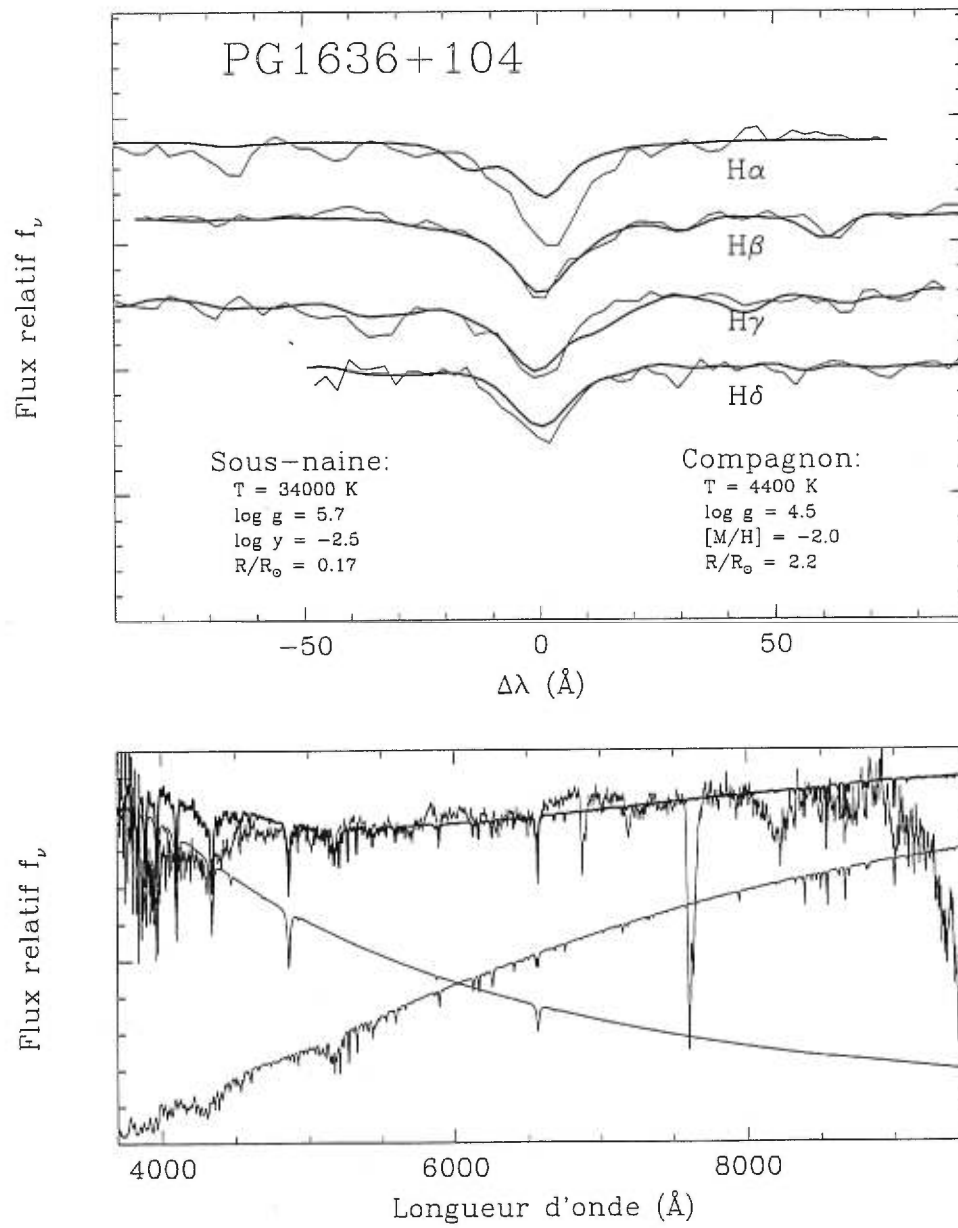 PG1636+104
Hα
Hβ
Hγ
Hδ
Flux relatif fν
Sous-naine:
T = 34000 K
log g = 5.7
log y = -2.5
R/R⊙ = 0.17
Compagnon:
T = 4400 K
log g = 4.5
[M/H] = -2.0
R/R⊙ = 2.2
-50 0 50
Δλ (Å)
Flux relatif fν
4000 6000 8000
Longueur d'onde (Å)